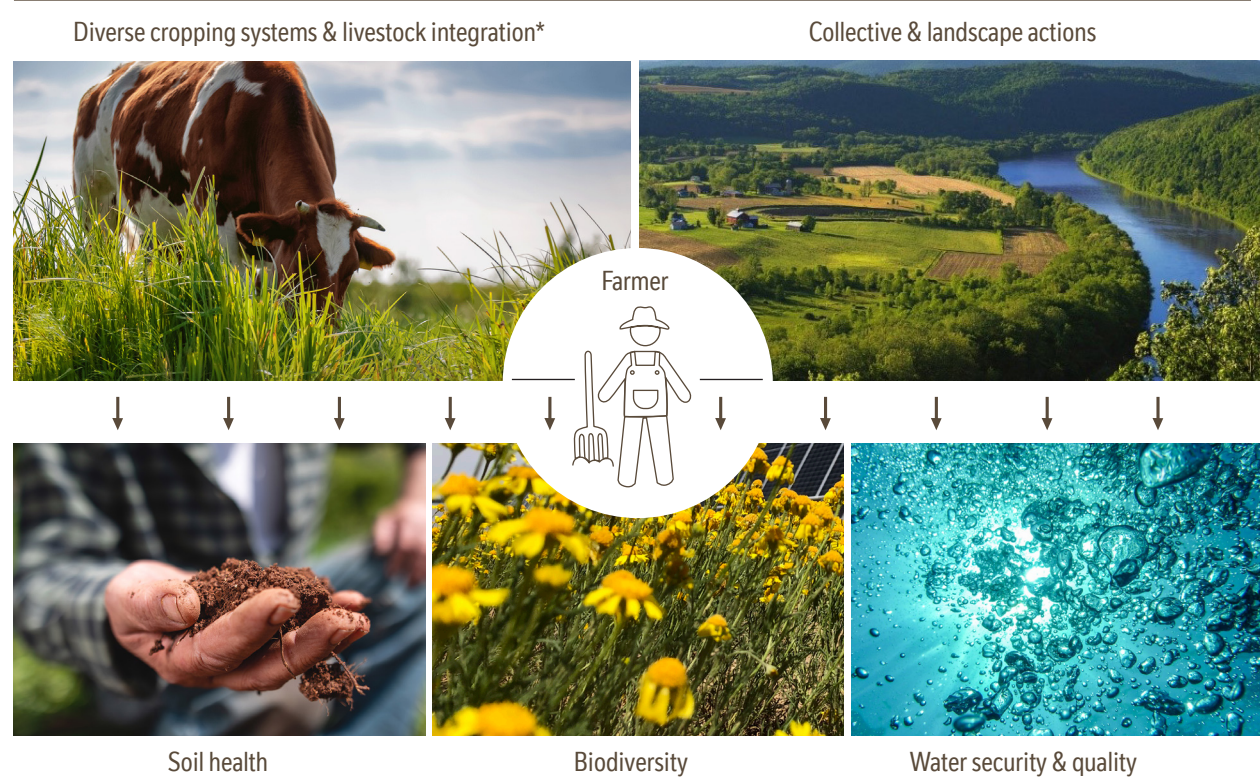 Diverse cropping systems & livestock integration*
Collective & landscape actions
Farmer
Soil health
Biodiversity
Water security & quality